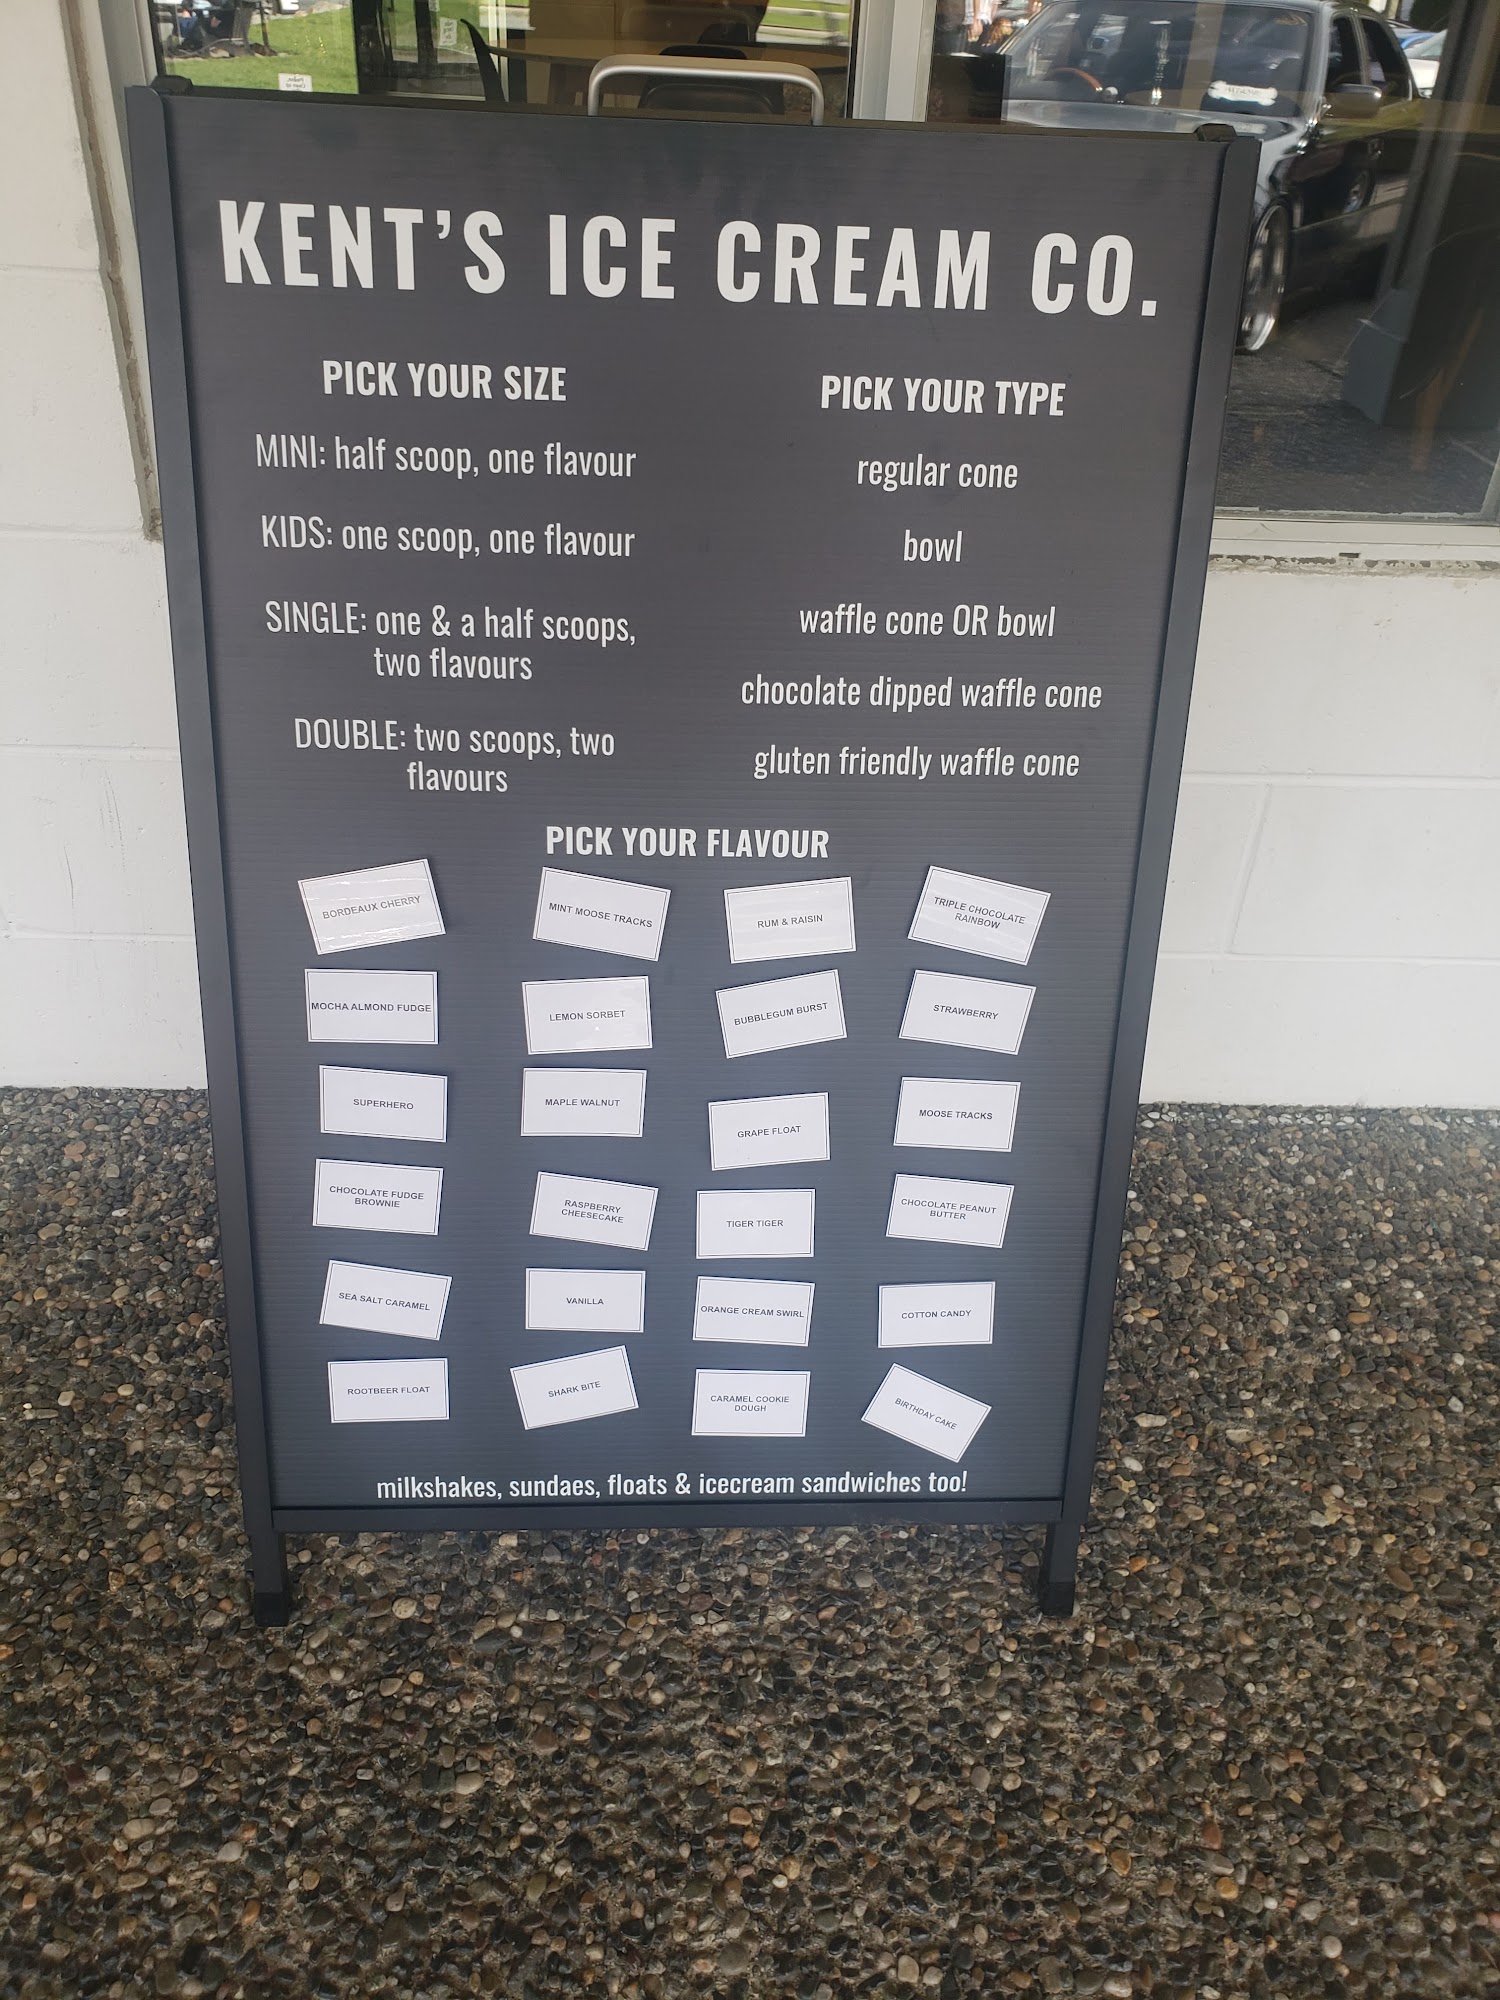 KENT'S ICE CREAM CO.
PICK YOUR SIZE
MINI: half scoop, one flavour
KIDS: one scoop, one flavour
SINGLE: one & a half scoops,
two flavours
DOUBLE: two scoops, two
flavours
PICK YOUR TYPE
regular cone
bowl
waffle cone OR bowl
chocolate dipped waffle cone
gluten friendly waffle cone
PICK YOUR FLAVOUR
BORDEAUX CHERRY
MINT MOOSE TRACKS
RUM & RAISIN
TRIPLE CHOCOLATE
RAINBOW
MOCHA ALMOND FUDGE
LEMON SORBET
BUBBLEGUM BURST
STRAWBERRY
SUPERHERO
MAPLE WALNUT
GRAPE FLOAT
MOOSE TRACKS
CHOCOLATE FUDGE
BROWNIE
RASPBERRY
CHEESECAKE
TIGER TIGER
CHOCOLATE PEANUT
BUTTER
SEA SALT CARAMEL
VANILLA
ORANGE CREAM SWIRL
COTTON CANDY
ROOTBEER FLOAT
SHARK BITE
CARAMEL COOKIE
DOUGH
BIRTHDAY CAKE
milkshakes, sundaes, floats & icecream sandwiches too!